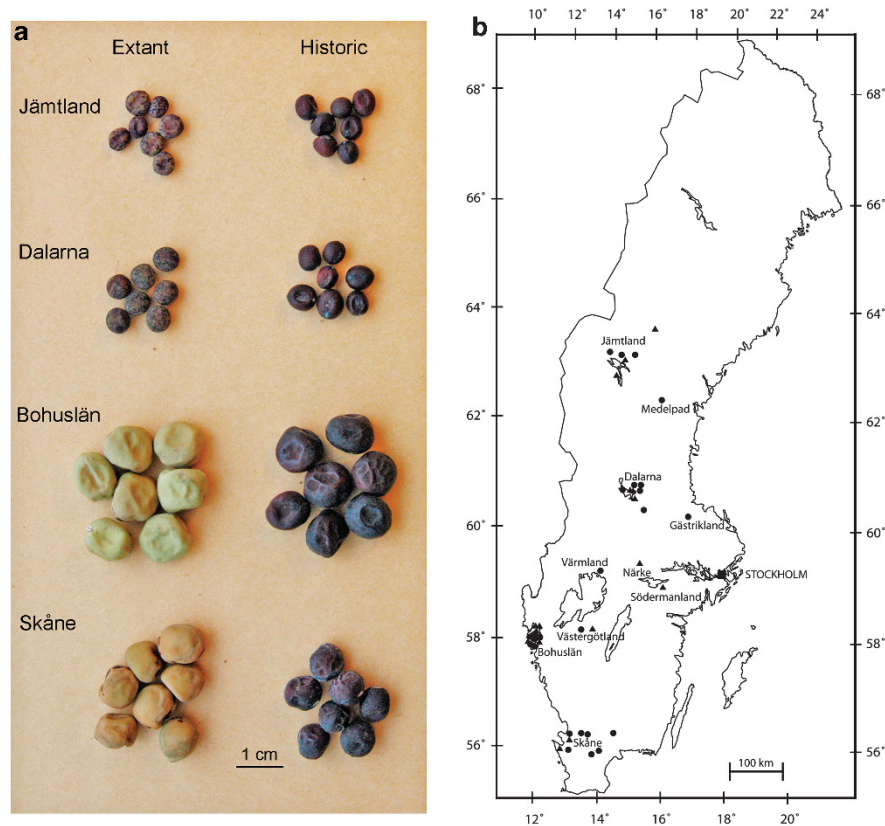 a
Extant Historic
Jämtland
Dalarna
Bohuslän
Skåne
1 cm
b
10˚ 12˚ 14˚ 16˚ 18˚ 20˚ 22˚ 24˚
68˚ 68˚
66˚ 66˚
64˚ 64˚
Jämtland
62˚ Medelpad 62˚
Dalarna
60˚ Gästrikland 60˚
Värmland Närke STOCKHOLM
Södermanland
58˚ Västergötland 58˚
Bohuslän
56˚ Skåne 56˚
100 km
12˚ 14˚ 16˚ 18˚ 20˚